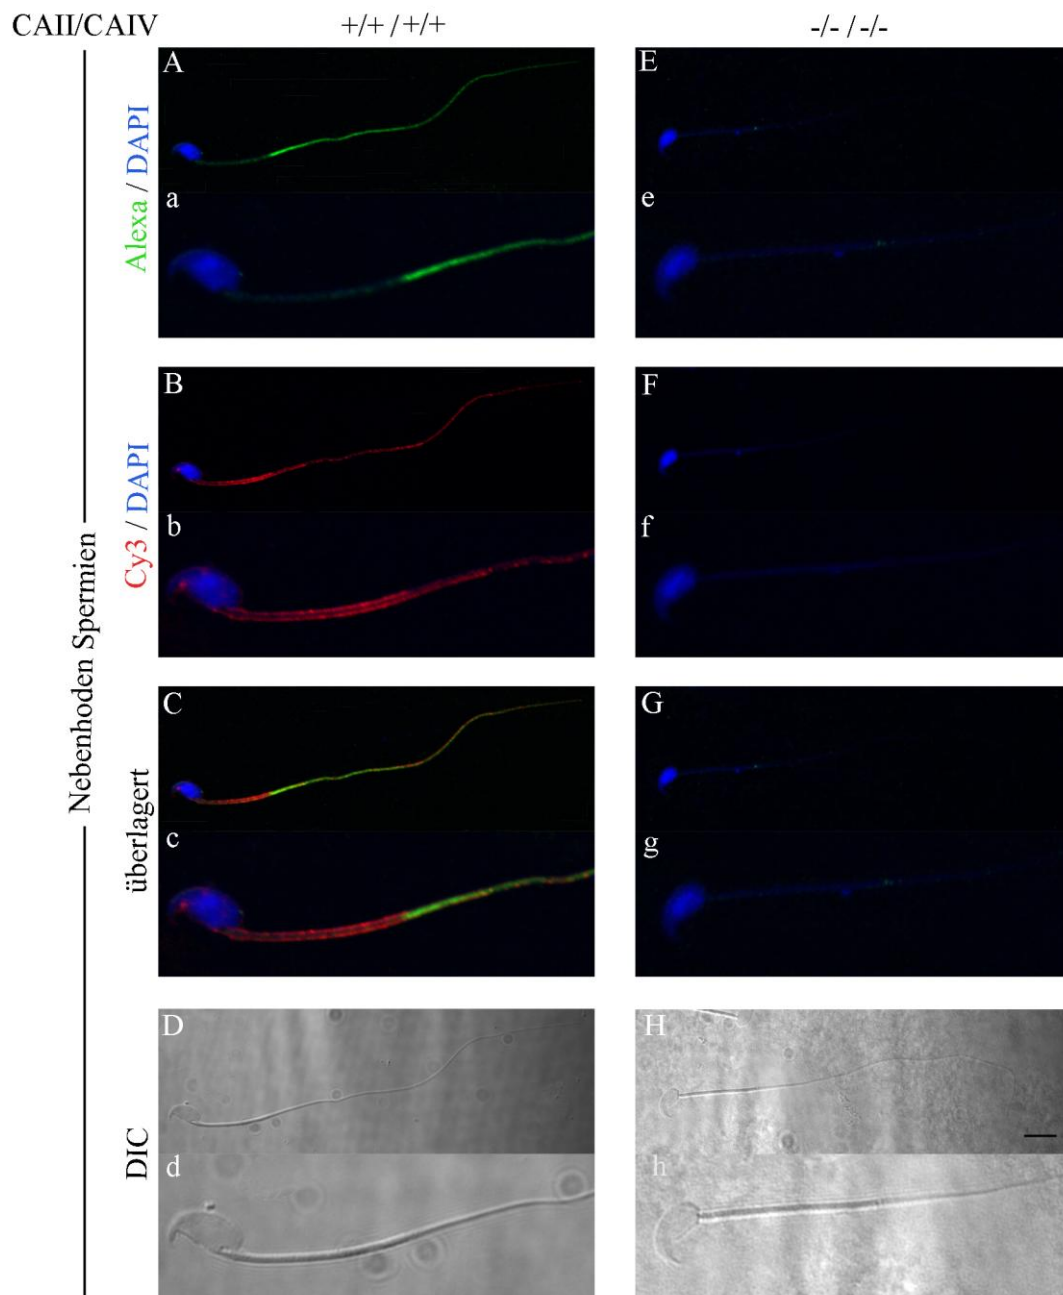 CAII/CAIV
+/+ / +/+
-/- / -/-
Nebenhoden Spermien
Alexa / DAPI
A
E
a
e
Cy3 / DAPI
B
F
b
f
überlagert
C
G
c
g
DIC
D
H
d
h